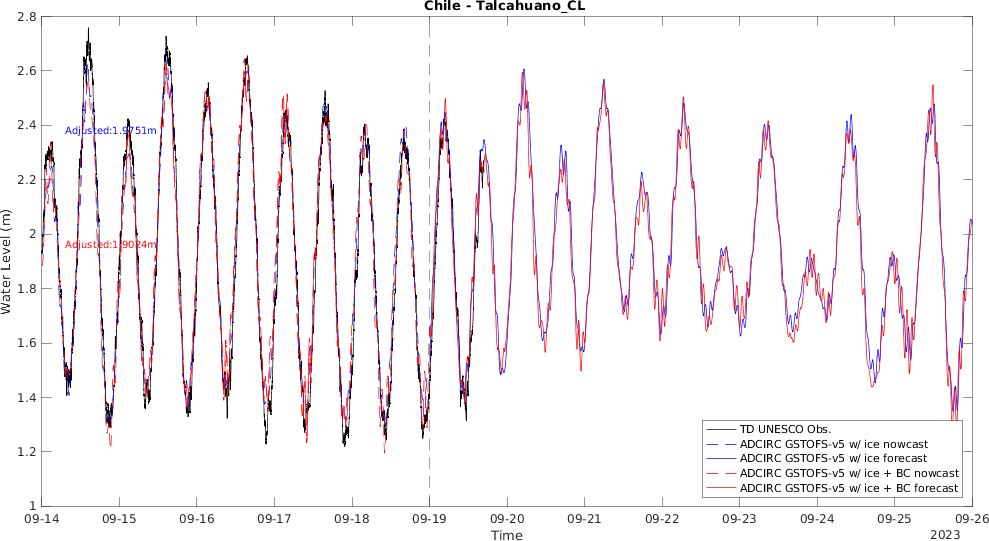 Chile - Talcahuano_CL
2.8
2.6
2.4
2.2
2
1.8
1.6
1.4
1.2
1
Water Level (m)
Adjusted:1.9751m
Adjusted:1.9024m
TD UNESCO Obs.
ADCIRC GSTOFS-v5 w/ ice nowcast
ADCIRC GSTOFS-v5 w/ ice forecast
ADCIRC GSTOFS-v5 w/ ice + BC nowcast
ADCIRC GSTOFS-v5 w/ ice + BC forecast
09-14 09-15 09-16 09-17 09-18 09-19 09-20 09-21 09-22 09-23 09-24 09-25 09-26
Time
2023